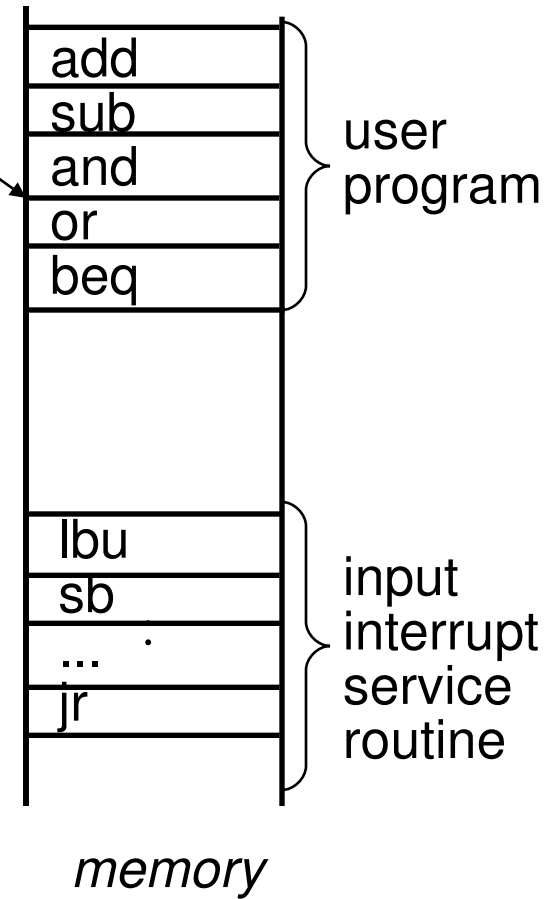 add
sub
and
or
beq
user
program
lbu
sb
...
jr
input
interrupt
service
routine
memory